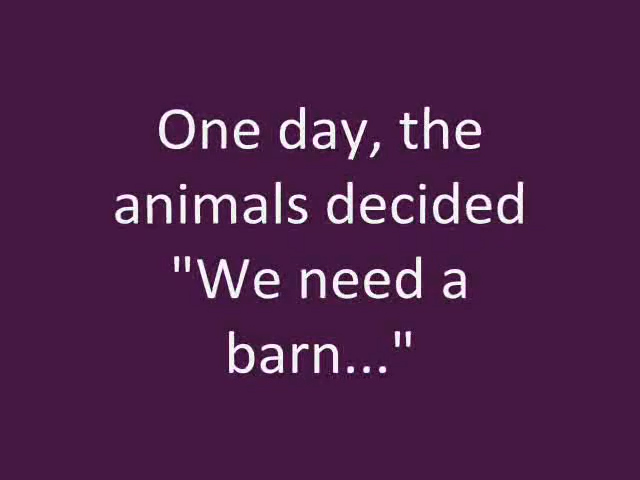 One day, the
animals decided
"We need a
barn..."